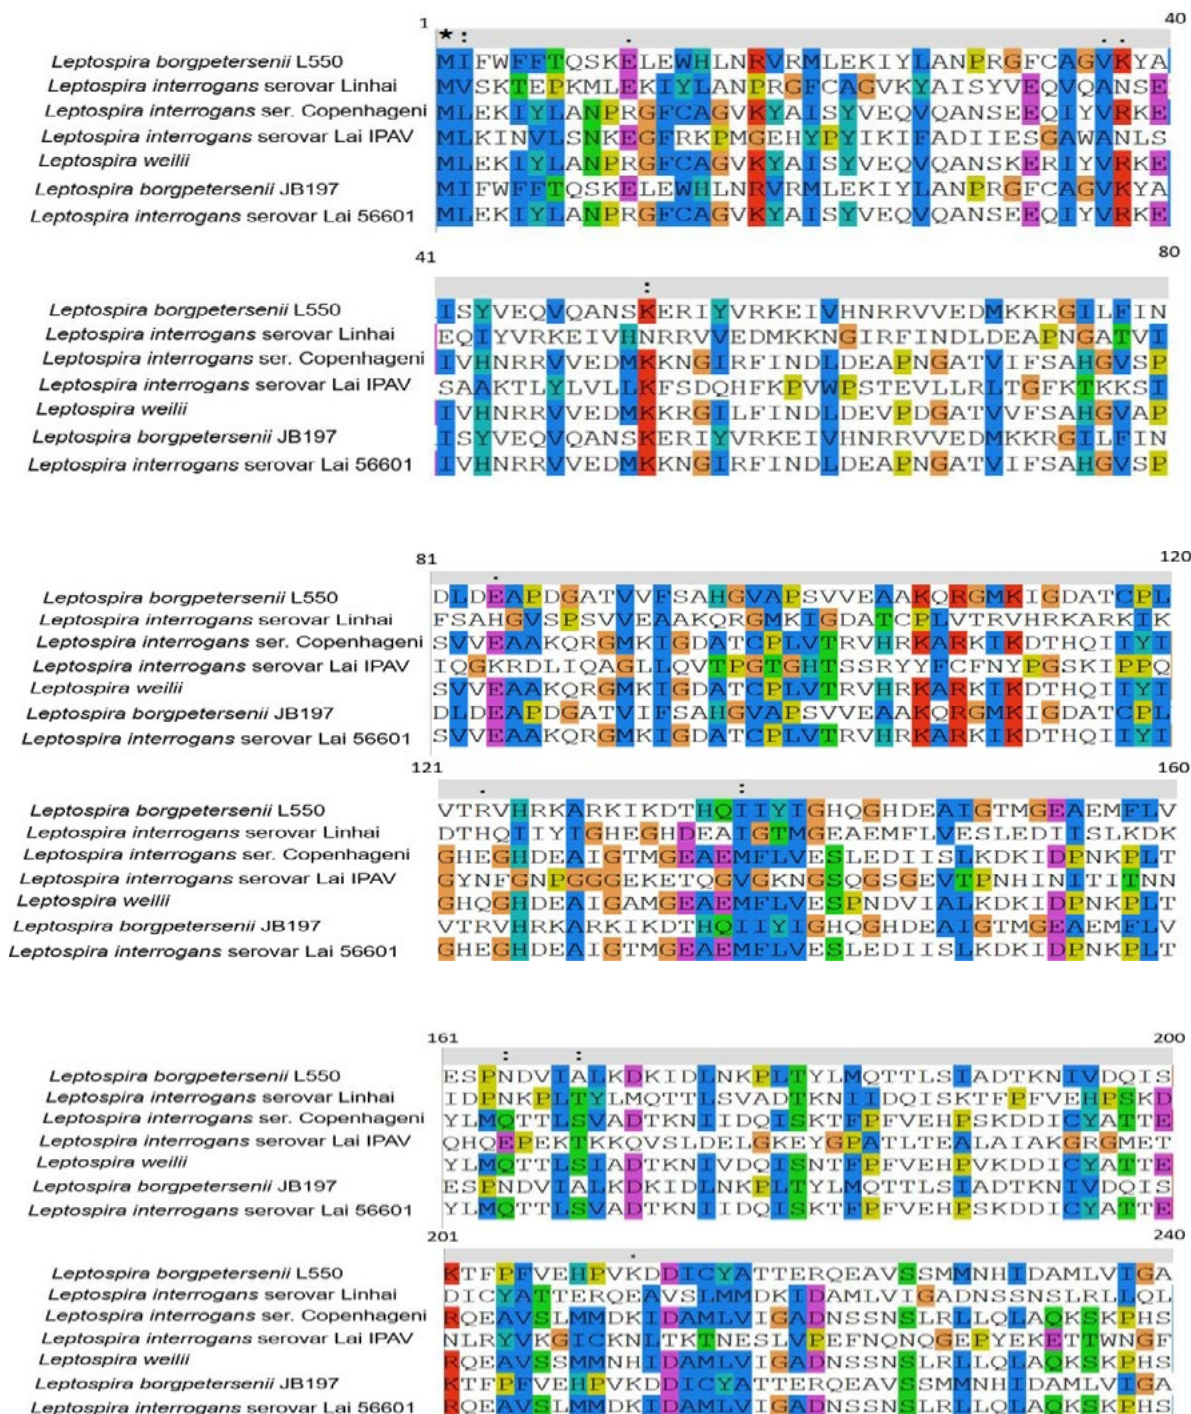 1 40
* : . . .
Leptospira borgpetersenii L550 MIFWFFTQSKELEWHLNRVRMLEKIYLANPRGFCAGVKYA
Leptospira interrogans serovar Linhai MVSKTEPKMLEKIYLANPRGFCAGVKYAISYVEQVQANSE
Leptospira interrogans ser. Copenhageni MLEKIYLANPRGFCAGVKYAISYVEQVQANSEEQIYVRKE
Leptospira interrogans serovar Lai IPAV MLKINVLSNKEGFRKPMGEHYPYIKIFADIIESGAWANLS
Leptospira weilii MLEKIYLANPRGFCAGVKYAISYVEQVQANSKERIYVRKE
Leptospira borgpetersenii JB197 MIFWFFTQSKELEWHLNRVRMLEKIYLANPRGFCAGVKYA
Leptospira interrogans serovar Lai 56601 MLEKIYLANPRGFCAGVKYAISYVEQVQANSEEQIYVRKE
41 80
:
Leptospira borgpetersenii L550 ISYVEQVQANSKERIYVRKEIVHNRRVVEDMKKRGILFIN
Leptospira interrogans serovar Linhai EQIYVRKEIVHNRRVVEDMKKNGIRFINDLDEAPNGATVI
Leptospira interrogans ser. Copenhageni IVHNRRVVEDMKKNGIRFINDLDEAPNGATVIFSAHGVSP
Leptospira interrogans serovar Lai IPAV SAAKTLYLVLLKFSDQHFKPVWPSTEVLLRLTGFKTKKSI
Leptospira weilii IVHNRRVVEDMKKRGILFINDLDEVPDGATVVFSAHGVAP
Leptospira borgpetersenii JB197 ISYVEQVQANSKERIYVRKEIVHNRRVVEDMKKRGILFIN
Leptospira interrogans serovar Lai 56601 IVHNRRVVEDMKKNGIRFINDLDEAPNGATVIFSAHGVSP
81 120
.
Leptospira borgpetersenii L550 DLDEAPDGATVVFSAHGVAPSVVEAAKQRGMKIGDATCPL
Leptospira interrogans serovar Linhai FSAHGVSPSVVEAAKQRGMKIGDATCPLVTRVHRKARKIK
Leptospira interrogans ser. Copenhageni SVVEAAKQRGMKIGDATCPLVTRVHRKARKIKDTHQIIYI
Leptospira interrogans serovar Lai IPAV IQGKRDLIQAGLLQVTPGTGHTSSRYYFCFNYPGSKIPPQ
Leptospira weilii SVVEAAKQRGMKIGDATCPLVTRVHRKARKIKDTHQIIYI
Leptospira borgpetersenii JB197 DLDEAPDGATVIFSAHGVAPSVVEAAKQRGMKIGDATCPL
Leptospira interrogans serovar Lai 56601 SVVEAAKQRGMKIGDATCPLVTRVHRKARKIKDTHQIIYI
121 160
. :
Leptospira borgpetersenii L550 VTRVHRKARKIKDTHQIIYIGHQGHDEAIGTMGEAEMFLV
Leptospira interrogans serovar Linhai DTHQIIYIGHEGHDEAIGTMGEAEMFLVESLEDIISLKDK
Leptospira interrogans ser. Copenhageni GHEGHDEAIGTMGEAEMFLVESLEDIISLKDKIDPNKPLT
Leptospira interrogans serovar Lai IPAV GYNFGNPGGGEKETQGVGKNGSQGSGEVTPNHINITITNN
Leptospira weilii GHQGHDEAIGAMGEAEMFLVESPNDVIALKDKIDPNKPLT
Leptospira borgpetersenii JB197 VTRVHRKARKIKDTHQIIYIGHQGHDEAIGTMGEAEMFLV
Leptospira interrogans serovar Lai 56601 GHEGHDEAIGTMGEAEMFLVESLEDIISLKDKIDPNKPLT
161 200
: :
Leptospira borgpetersenii L550 ESPNDVIALKDKIDLNKPLTYLMQTTLSIADTKNIVDQIS
Leptospira interrogans serovar Linhai IDPNKPLTYLMQTTLSVADTKNIIDQISKTFPFVEHPSKD
Leptospira interrogans ser. Copenhageni YLMQTTLSVADTKNIIDQISKTFPFVEHPSKDDICYATTE
Leptospira interrogans serovar Lai IPAV QHQEPEKTKKQVSLDELGKEYGPATLTEALAIAKGRGMET
Leptospira weilii YLMQTTLSIADTKNIVDQISNTFPFVEHPVKDDICYATTE
Leptospira borgpetersenii JB197 ESPNDVIALKDKIDLNKPLTYLMQTTLSIADTKNIVDQIS
Leptospira interrogans serovar Lai 56601 YLMQTTLSVADTKNIIDQISKTFPFVEHPSKDDICYATTE
201 240
.
Leptospira borgpetersenii L550 KTFPFVEHPVKDDICYATTERQEAVSSMMNHIDAMLVIGA
Leptospira interrogans serovar Linhai DICYATTERQEAVSLMMDKIDAMLVIGADNSSNSLRLLQL
Leptospira interrogans ser. Copenhageni RQEAVSLMMDKIDAMLVIGADNSSNSLRLLQLAQKSKPHS
Leptospira interrogans serovar Lai IPAV NLRYVKGICKNLTKTNESLVPEFNQNQGEPYEKETTWNGF
Leptospira weilii RQEAVSSMMNHIDAMLVIGADNSSNSLRLLQLAQKSKPHS
Leptospira borgpetersenii JB197 KTFPFVEHPVKDDICYATTERQEAVSSMMNHIDAMLVIGA
Leptospira interrogans serovar Lai 56601 RQEAVSLMMDKIDAMLVIGADNSSNSLRLLQLAQKSKPHS